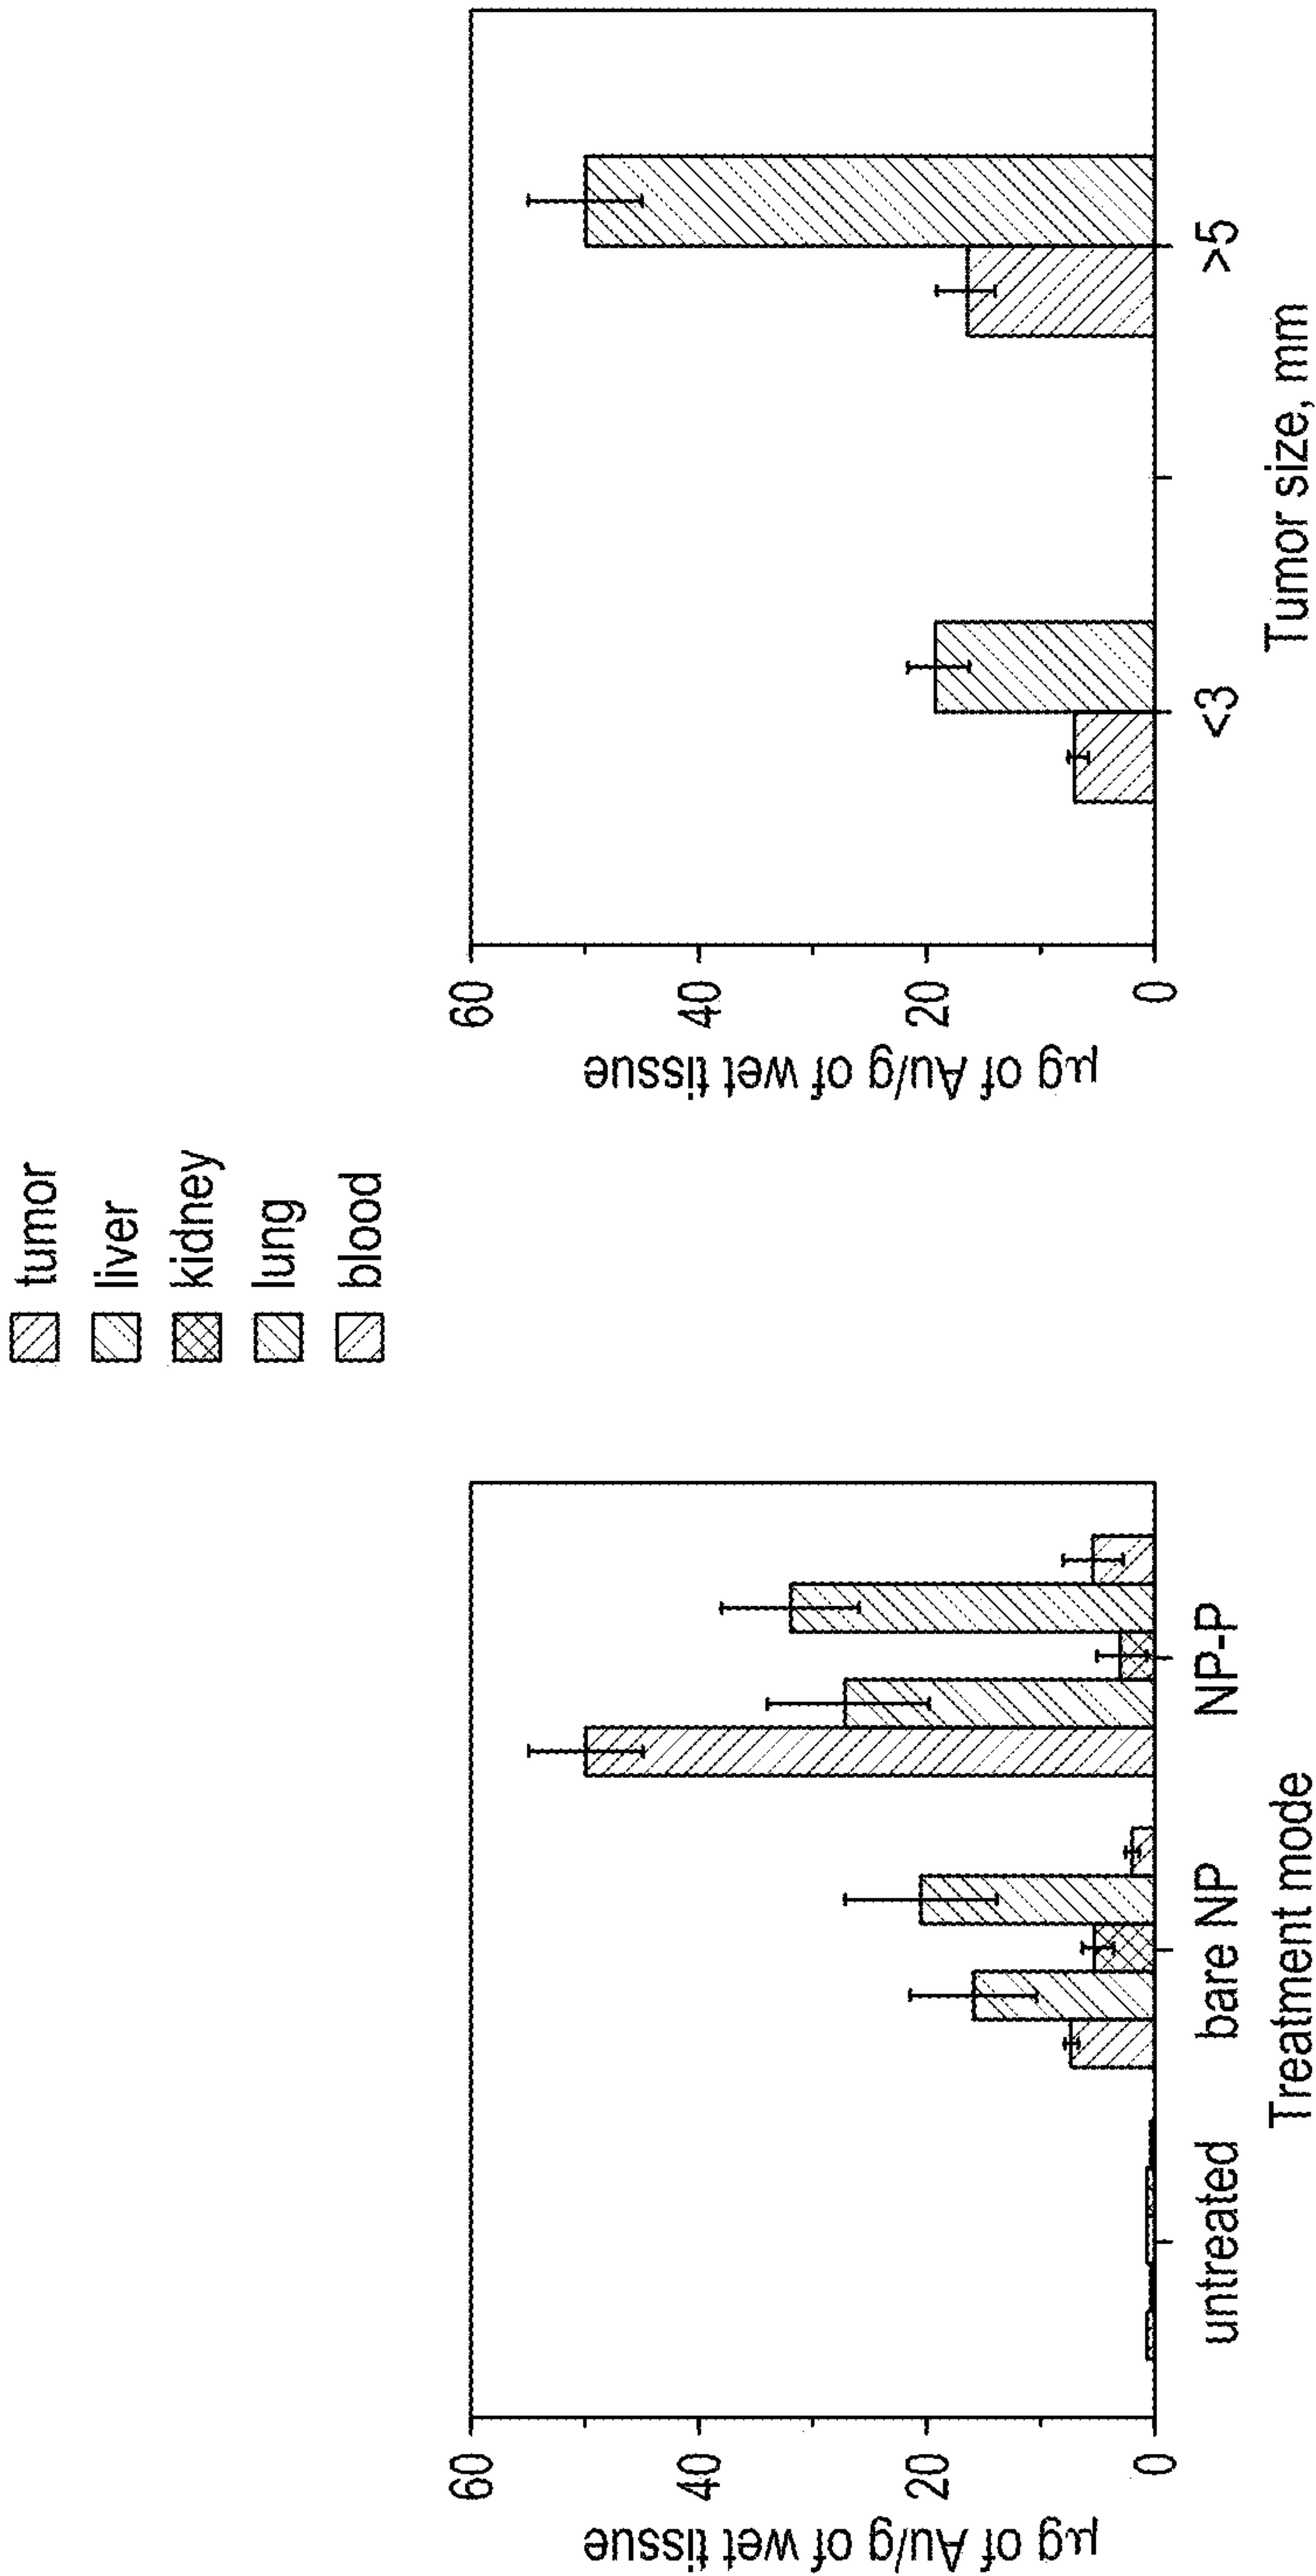 tumor
liver
kidney
lung
blood
µg of Au/g of wet tissue
60
40
20
0
untreated bare NP NP-P
Treatment mode
µg of Au/g of wet tissue
60
40
20
0
<3 >5
Tumor size, mm